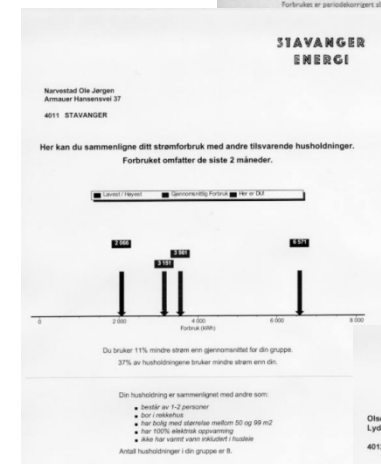 Forbruket er periodekorrigert
STAVANGER
ENERGI
Narvestad Ole Jørgen
Armauer Hansensvei 37
4011 STAVANGER
Her kan du sammenligne ditt strømforbruk med andre tilsvarende husholdninger.
Forbruket omfatter de siste 2 måneder.
Lavest / Høyest Gjennomsnittlig Forbruk Her er DU!
2 066
3 151
6 571
0 2 000 4 000 6 000 8 000
Forbruk (kWh)
Du bruker 11% mindre strøm enn gjennomsnittet for din gruppe.
37% av husholdningene bruker mindre strøm enn din.
Din husholdning er sammenlignet med andre som:
består av 1-2 personer
bor i rekkehus
har bolig med størrelse mellom 50 og 99 m2
har 100% elektrisk oppvarming
ikke har varmt vann inkludert i husleie
Antall husholdninger i din gruppe er 8.